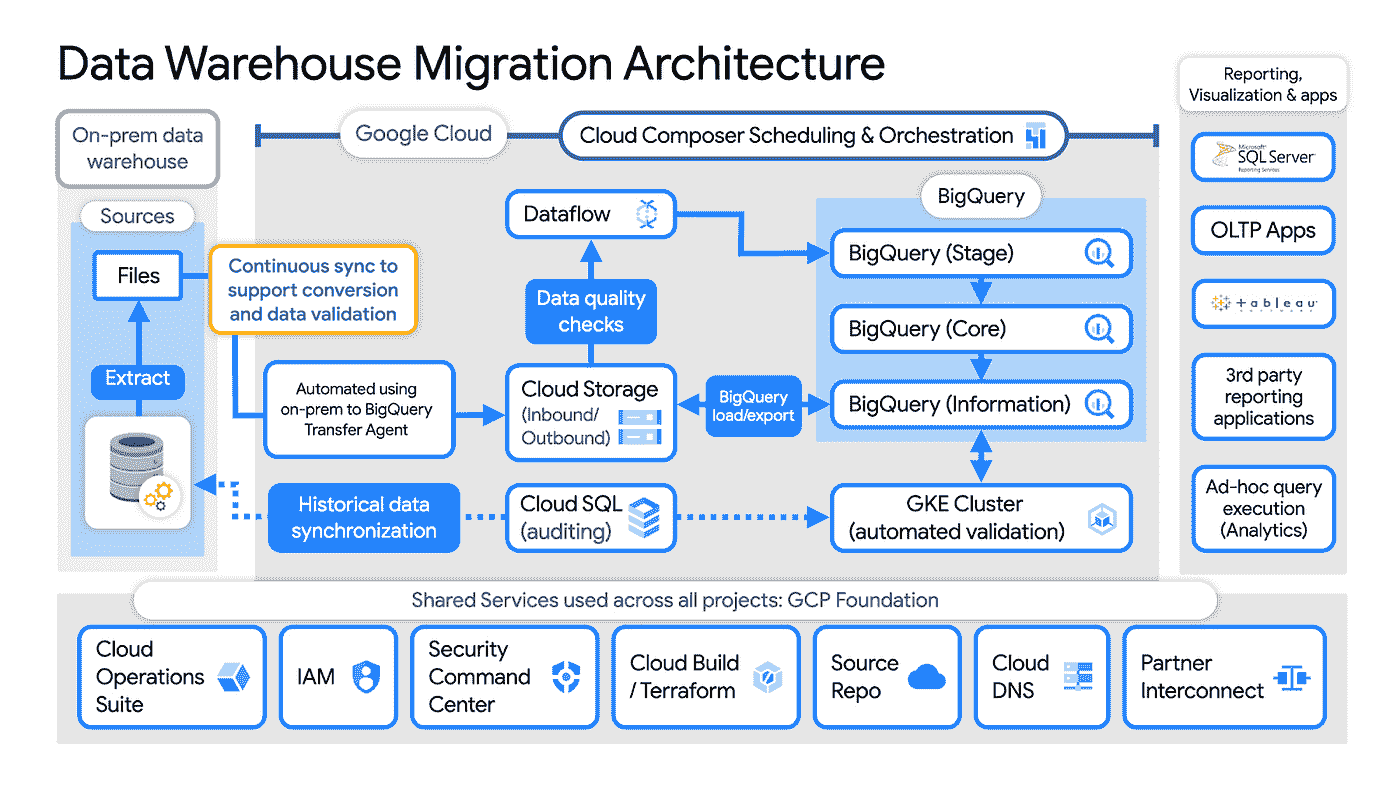 Data Warehouse Migration Architecture
Reporting,
Visualization & apps
On-prem data
warehouse
Google Cloud
Cloud Composer Scheduling & Orchestration
Sources
Files
Extract
Continuous sync to
support conversion
and data validation
Automated using
on-prem to BigQuery
Transfer Agent
Historical data
synchronization
Dataflow
Data quality
checks
Cloud Storage
(Inbound/
Outbound)
Cloud SQL
(auditing)
BigQuery
load/export
BigQuery
BigQuery (Stage)
BigQuery (Core)
BigQuery (Information)
GKE Cluster
(automated validation)
Microsoft
SQL Server
Reporting Services
OLTP Apps
tableau
SOFTWARE
3rd party
reporting
applications
Ad-hoc query
execution
(Analytics)
Shared Services used across all projects: GCP Foundation
Cloud
Operations
Suite
IAM
Security
Command
Center
Cloud Build
/ Terraform
Source
Repo
Cloud
DNS
Partner
Interconnect